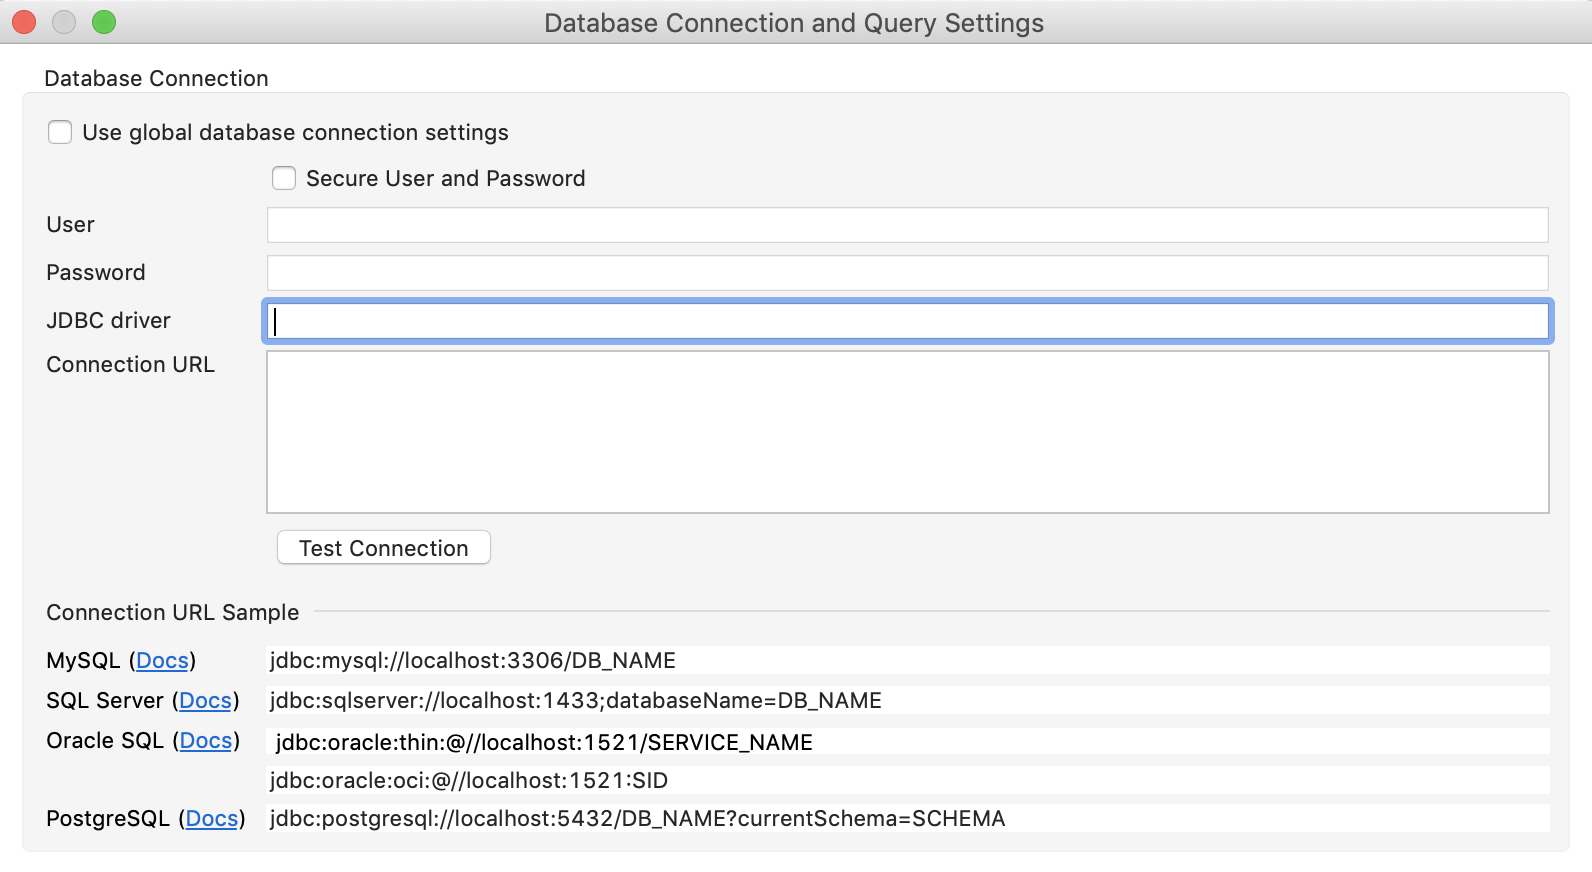 Database Connection and Query Settings
Database Connection
Use global database connection settings
Secure User and Password
User
Password
JDBC driver
Connection URL
Test Connection
Connection URL Sample
MySQL (Docs) jdbc:mysql://localhost:3306/DB_NAME
SQL Server (Docs) jdbc:sqlserver://localhost:1433;databaseName=DB_NAME
Oracle SQL (Docs) jdbc:oracle:thin:@//localhost:1521/SERVICE_NAME
jdbc:oracle:oci:@//localhost:1521:SID
PostgreSQL (Docs) jdbc:postgresql://localhost:5432/DB_NAME?currentSchema=SCHEMA